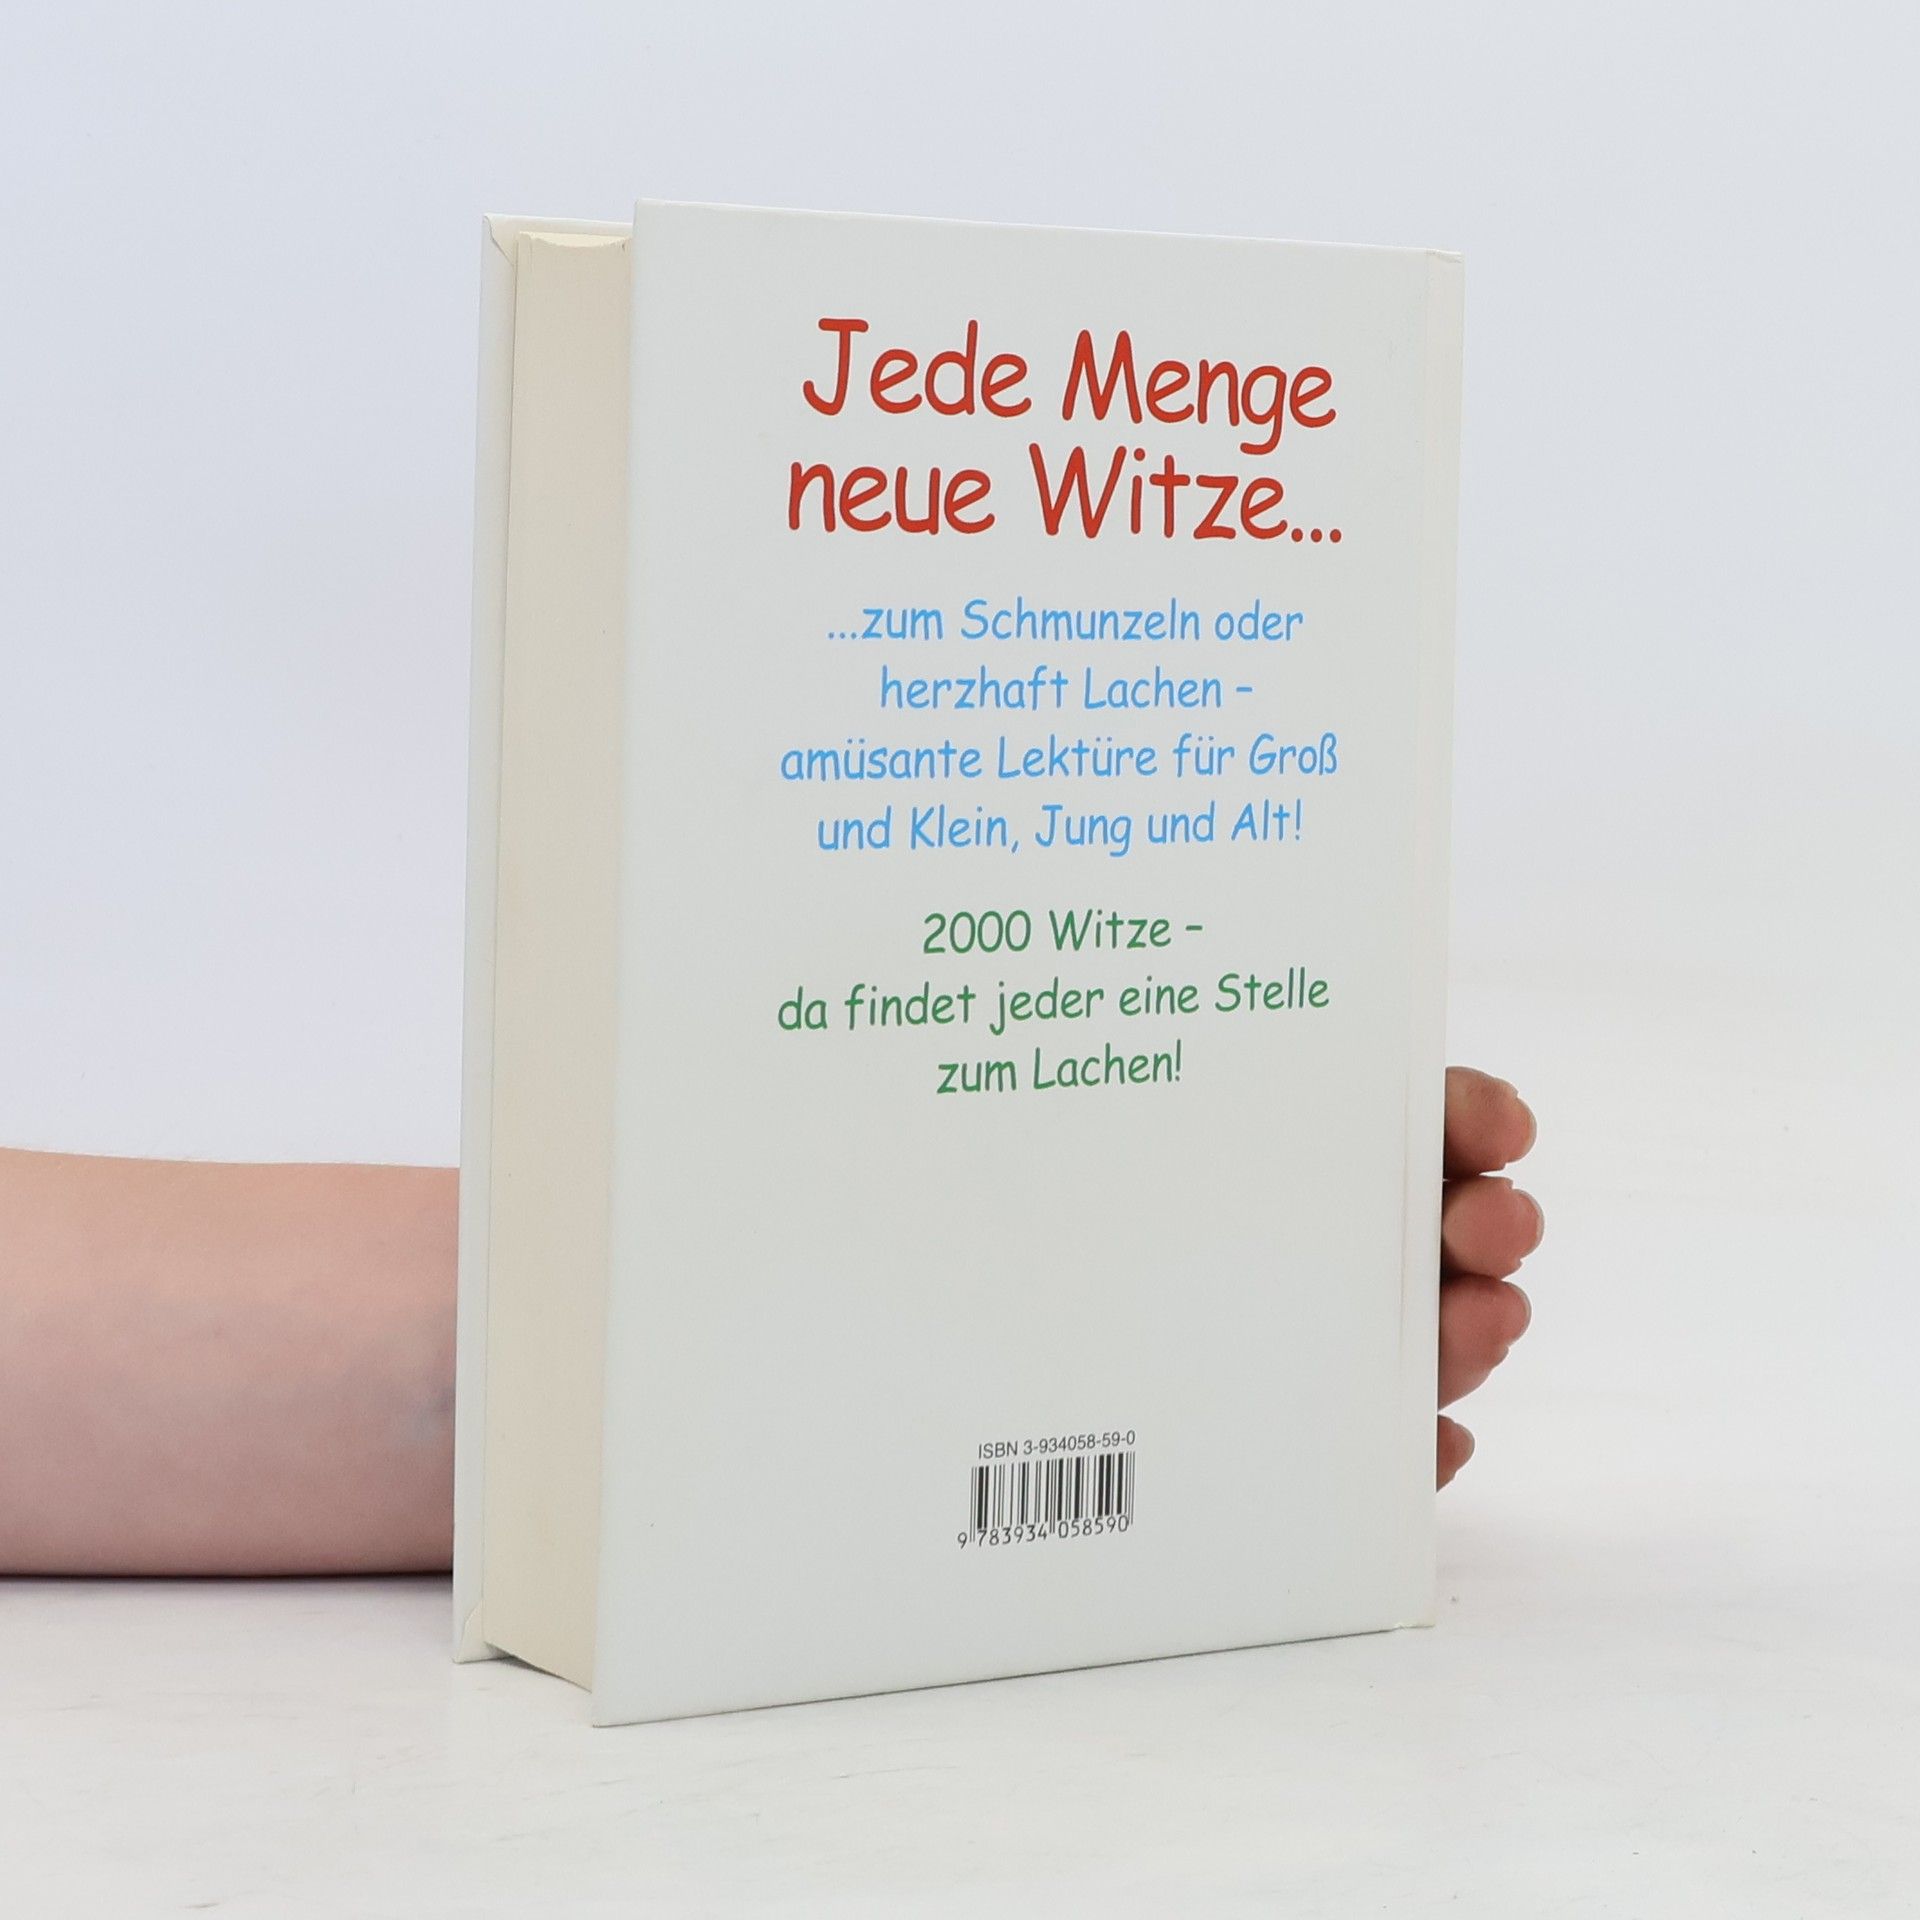 Jede Menge
neue Witze...
...zum Schmunzeln oder
herzhaft Lachen –
amüsante Lektüre für Groß
und Klein, Jung und Alt!
2000 Witze –
da findet jeder eine Stelle
zum Lachen!
ISBN 3-934058-59-0
9 783934 058590